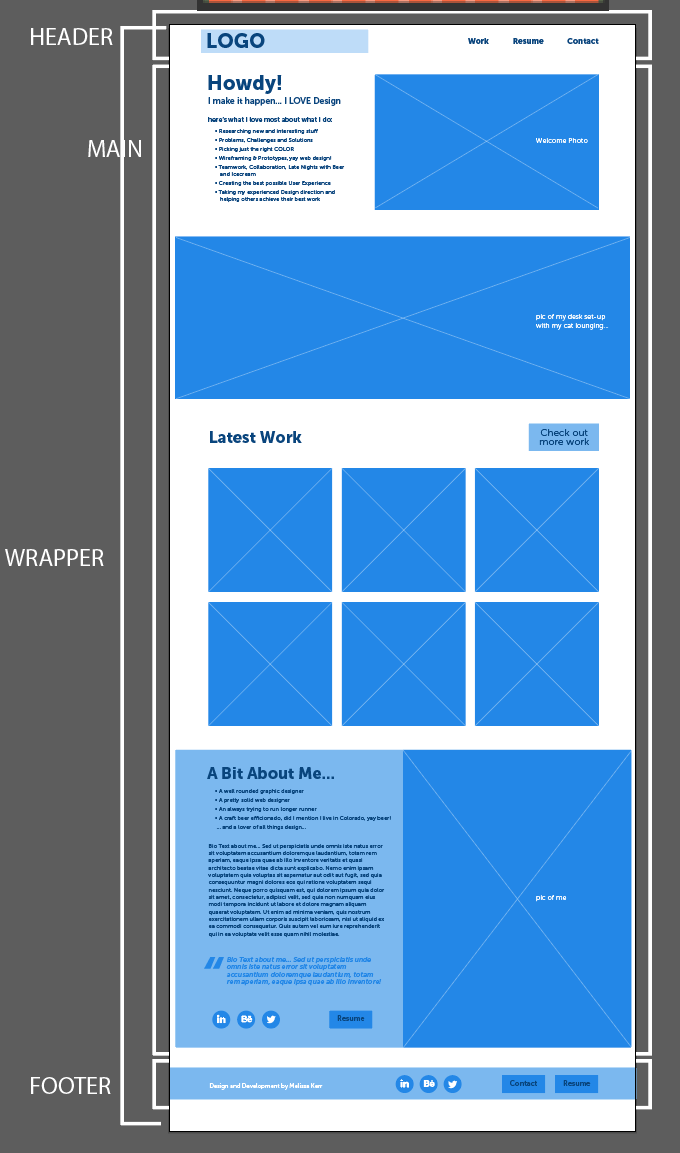 HEADER
LOGO
Work Resume Contact
Howdy!
I make it happen... I LOVE Design
here's what I love most about what I do:
• Researching new and interesting stuff
• Problems, Challenges and Solutions
• Picking just the right COLOR
• Wireframing & Prototypes, yay web design!
• Teamwork, Collaboration, Late Nights with Beer
and Icecream
• Creating the best possible User Experience
• Taking my experienced Design direction and
helping others achieve their best work
Welcome Photo
MAIN
pic of my desk set-up
with my cat lounging...
Latest Work
Check out
more work
WRAPPER
A Bit About Me...
• A well rounded graphic designer
• A pretty solid web designer
• An always trying to run longer runner
• A craft beer afficionado, did I mention I live in Colorado, yay beer!
... and a lover of all things design...
Bio Text about me... Sed ut perspiciatis unde omnis iste natus error
sit voluptatem accusantium doloremque laudantium, totam rem
aperiam, eaque ipsa quae ab illo inventore veritatis et quasi
architecto beatae vitae dicta sunt explicabo. Nemo enim ipsam
voluptatem quia voluptas sit aspernatur aut odit aut fugit, sed quia
consequuntur magni dolores eos qui ratione voluptatem sequi
nesciunt. Neque porro quisquam est, qui dolorem ipsum quia dolor
sit amet, consectetur, adipisci velit, sed quia non numquam eius
modi tempora incidunt ut labore et dolore magnam aliquam
quaerat voluptatem. Ut enim ad minima veniam, quis nostrum
exercitationem ullam corporis suscipit laboriosam, nisi ut aliquid ex
ea commodi consequatur. Quis autem vel eum iure reprehenderit
qui in ea voluptate velit esse quam nihil molestiae.
pic of me
" Bio Text about me... Sed ut perspiciatis unde
omnis iste natus error sit voluptatem
accusantium doloremque laudantium, totam
rem aperiam, eaque ipsa quae ab illo inventore!
in Bē Resume
FOOTER
Design and Development by Melissa Kerr in Bē Contact Resume